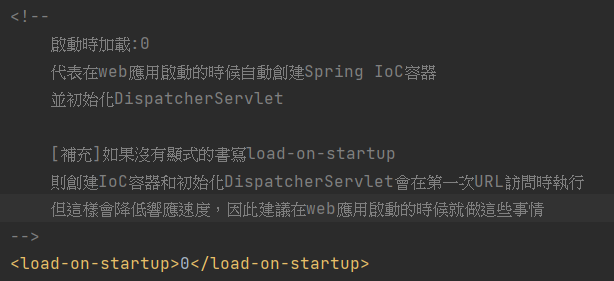 <!--
啟動時加載:0
代表在web應用啟動的時候自動創建Spring IoC容器
並初始化DispatcherServlet
[補充]如果沒有顯式的書寫load-on-startup
則創建IoC容器和初始化DispatcherServlet會在第一次URL訪問時執行
但這樣會降低響應速度，因此建議在web應用啟動的時候就做這些事情
-->
<load-on-startup>0</load-on-startup>